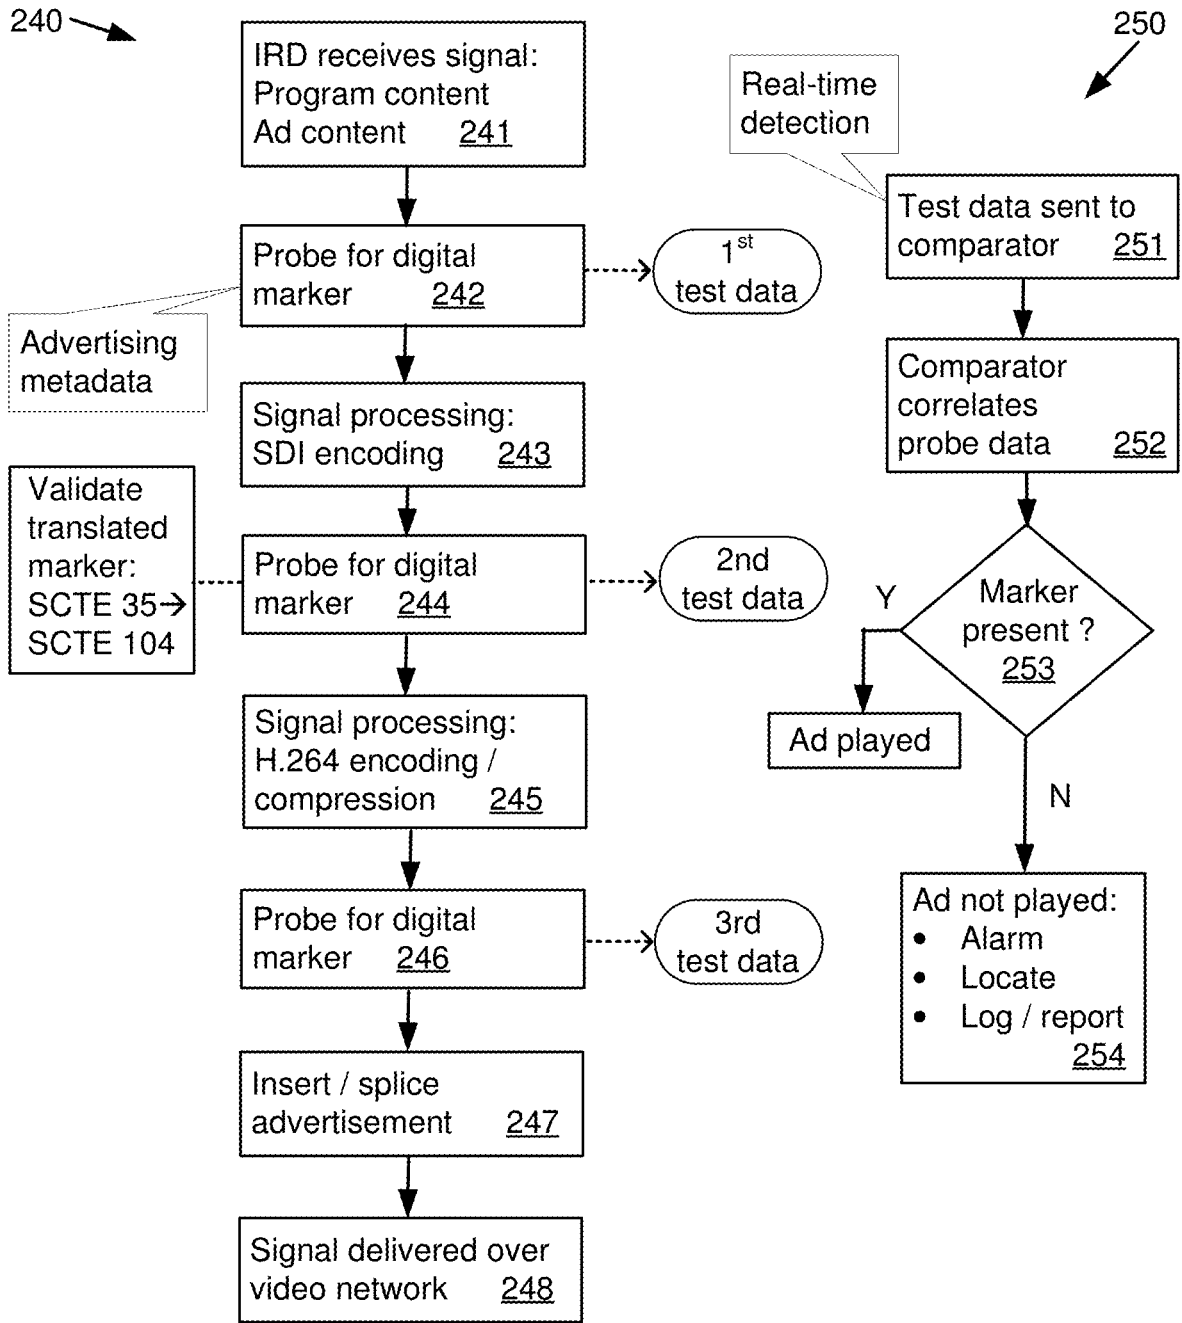 240
IRD receives signal:
Program content
Ad content 241
Probe for digital
marker 242
1st
test data
Advertising
metadata
Signal processing:
SDI encoding 243
Validate
translated
marker:
SCTE 35→
SCTE 104
Probe for digital
marker 244
2nd
test data
Signal processing:
H.264 encoding /
compression 245
Probe for digital
marker 246
3rd
test data
Insert / splice
advertisement 247
Signal delivered over
video network 248
250
Real-time
detection
Test data sent to
comparator 251
Comparator
correlates
probe data 252
Marker
present ?
253
Y
Ad played
N
Ad not played:
• Alarm
• Locate
• Log / report
254